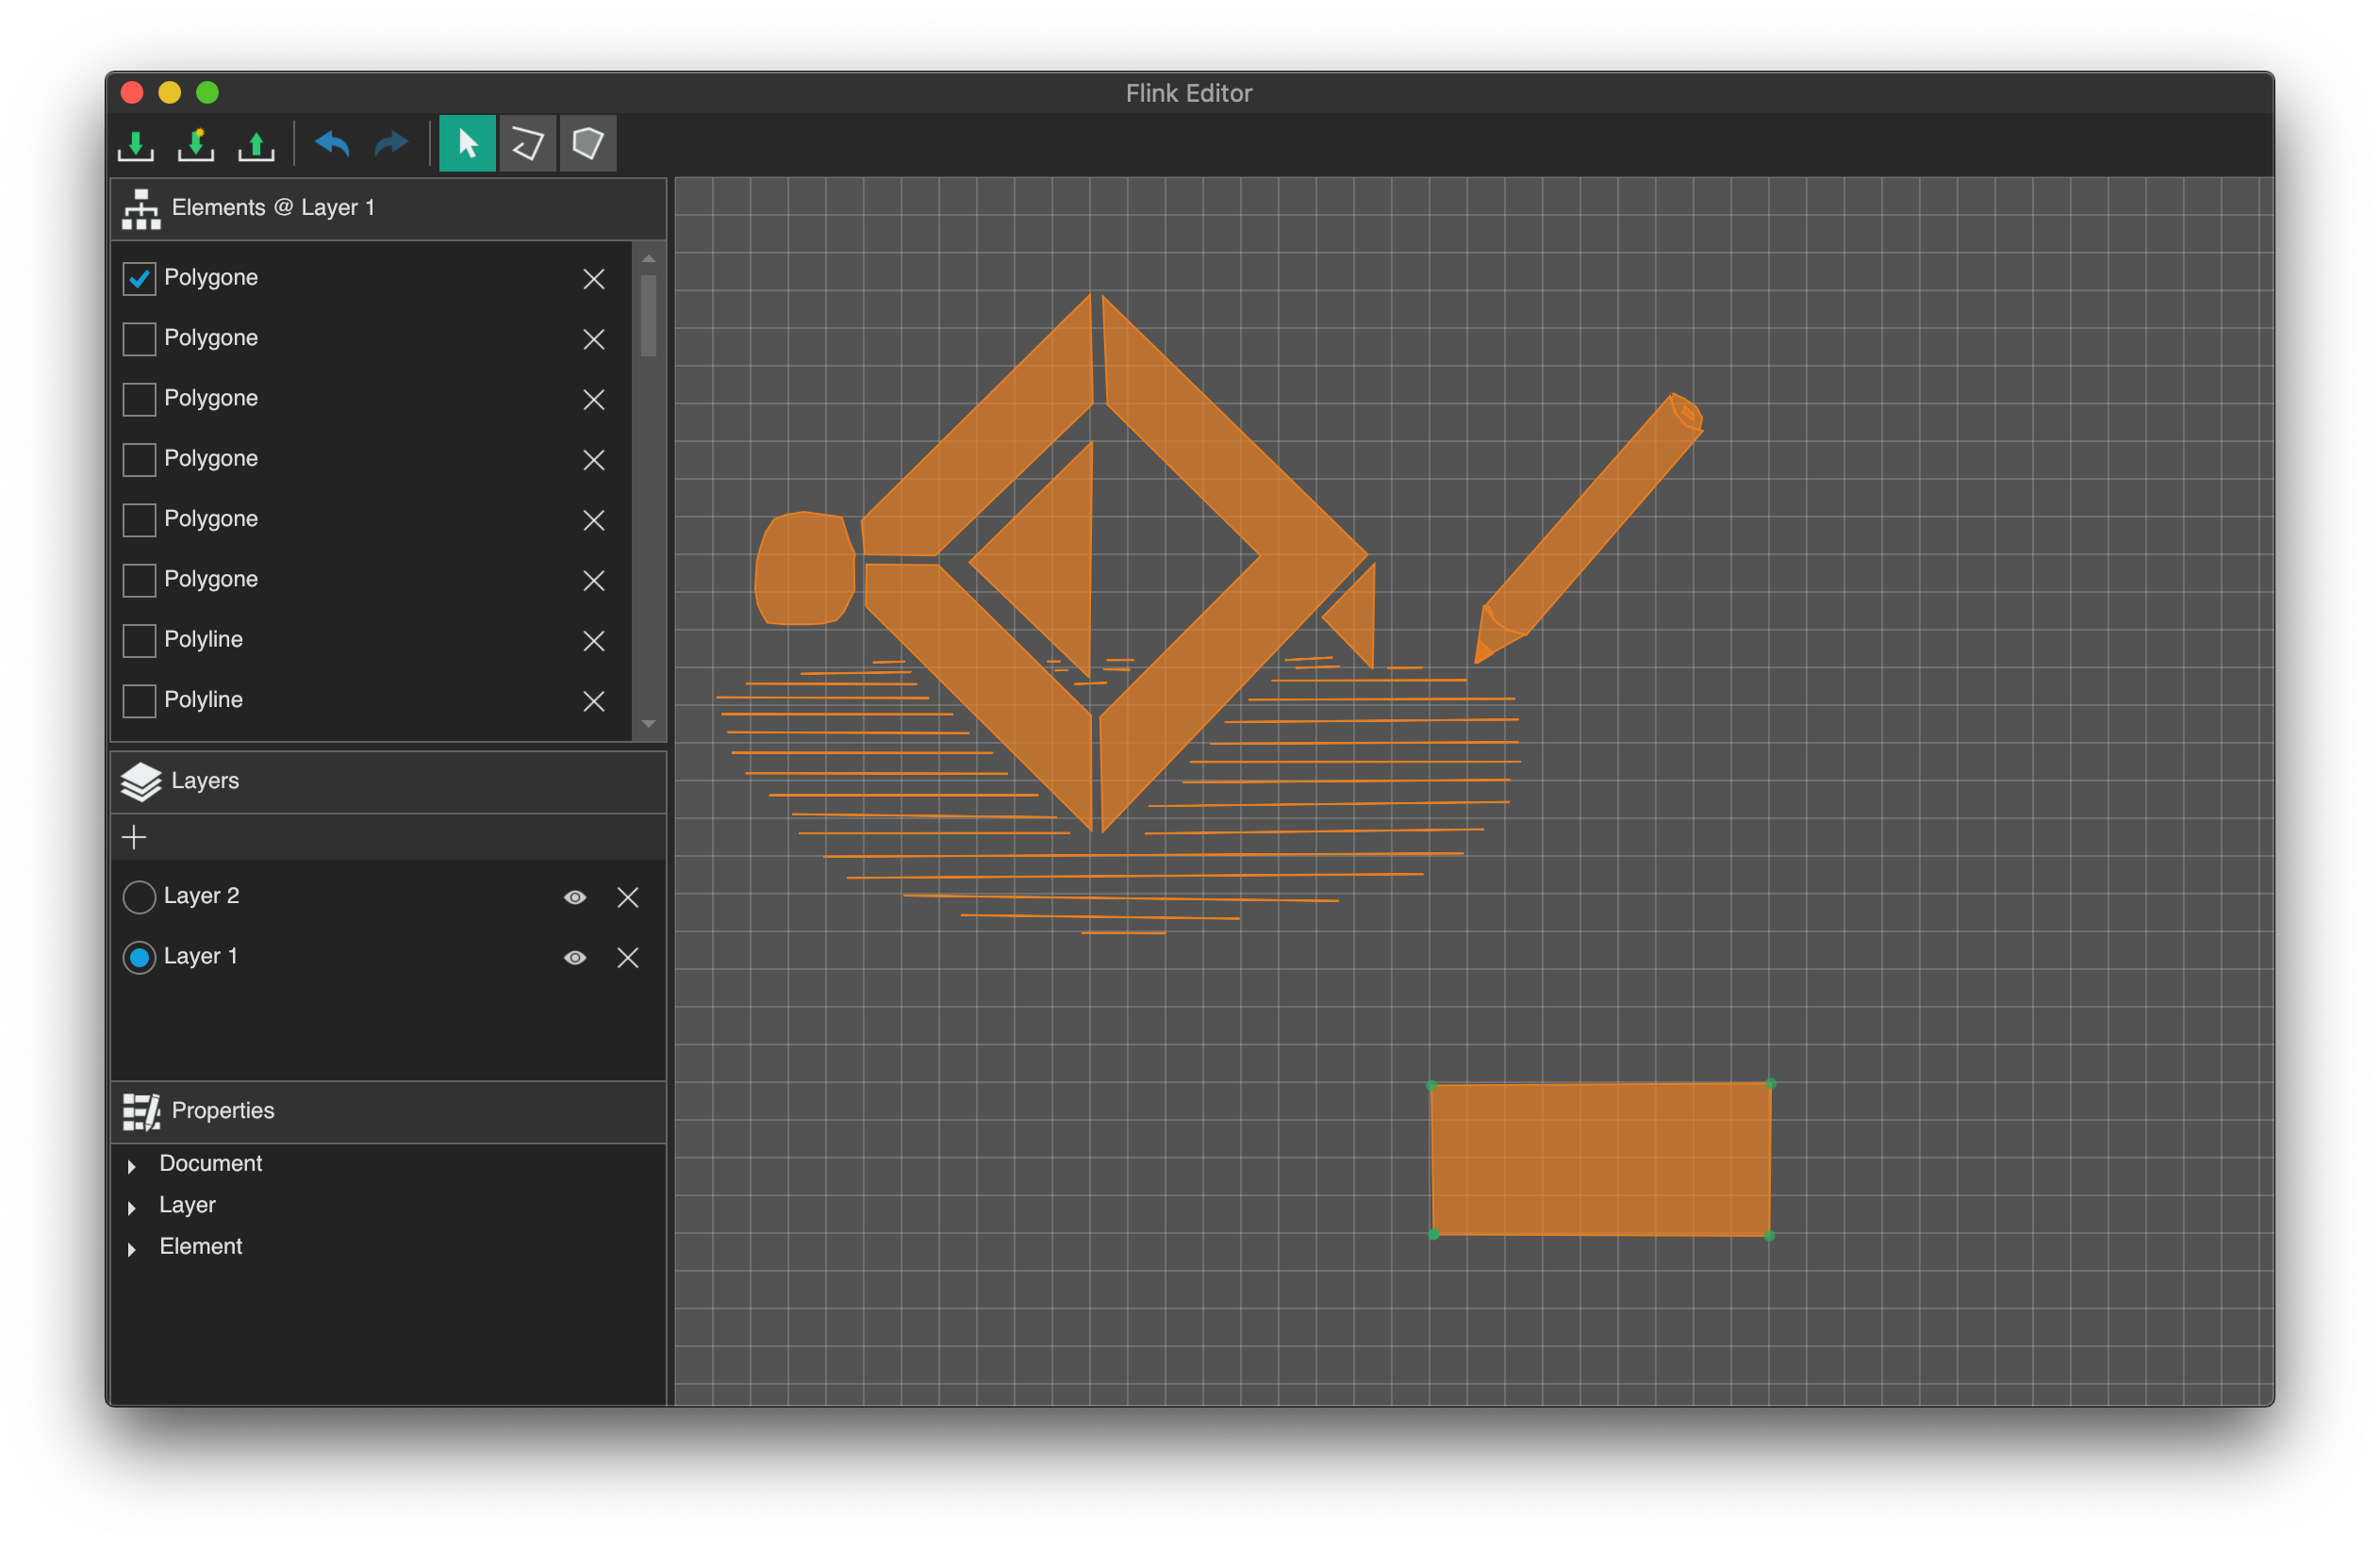 Flink Editor
Elements @ Layer 1
Polygone
Polygone
Polygone
Polygone
Polygone
Polygone
Polyline
Polyline
Layers
Layer 2
Layer 1
Properties
Document
Layer
Element